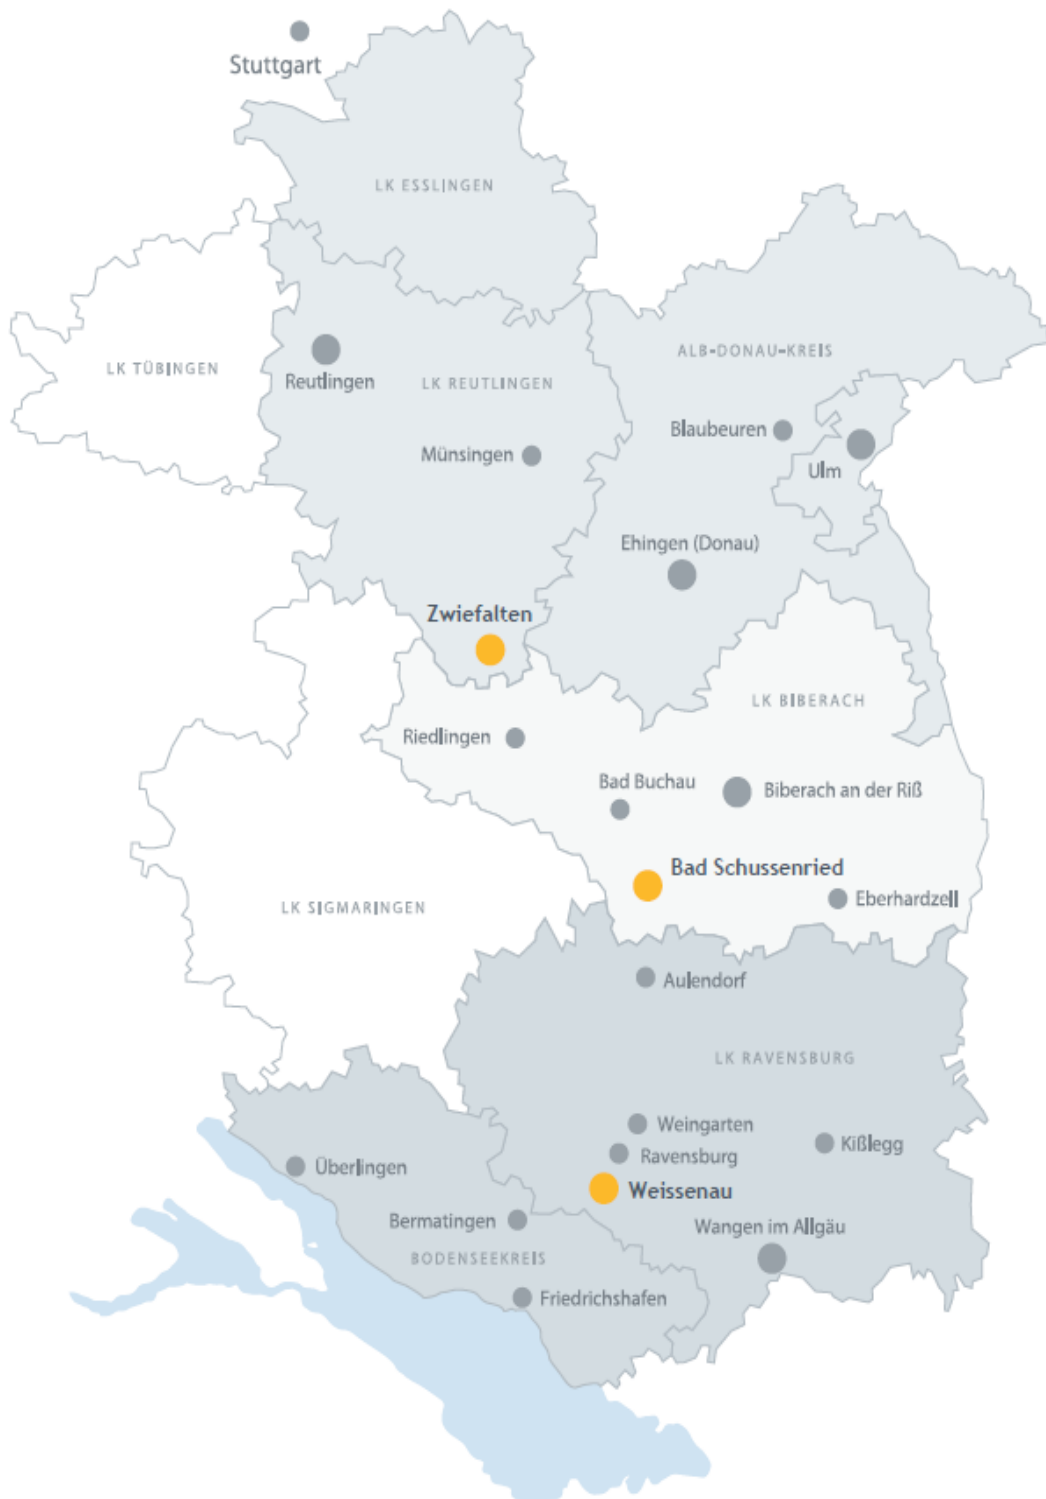 Stuttgart
LK ESSLINGEN
ALB-DONAU-KREIS
LK TÜBINGEN
Reutlingen
LK REUTLINGEN
Blaubeuren
Münsingen
Ulm
Ehingen (Donau)
Zwiefalten
LK BIBERACH
Riedlingen
Bad Buchau
Biberach an der Riß
Bad Schussenried
Eberhardzell
LK SIGMARINGEN
Aulendorf
LK RAVENSBURG
Weingarten
Kißlegg
Ravensburg
Überlingen
Weissenau
Bermatingen
Wangen im Allgäu
BODENSEEKREIS
Friedrichshafen